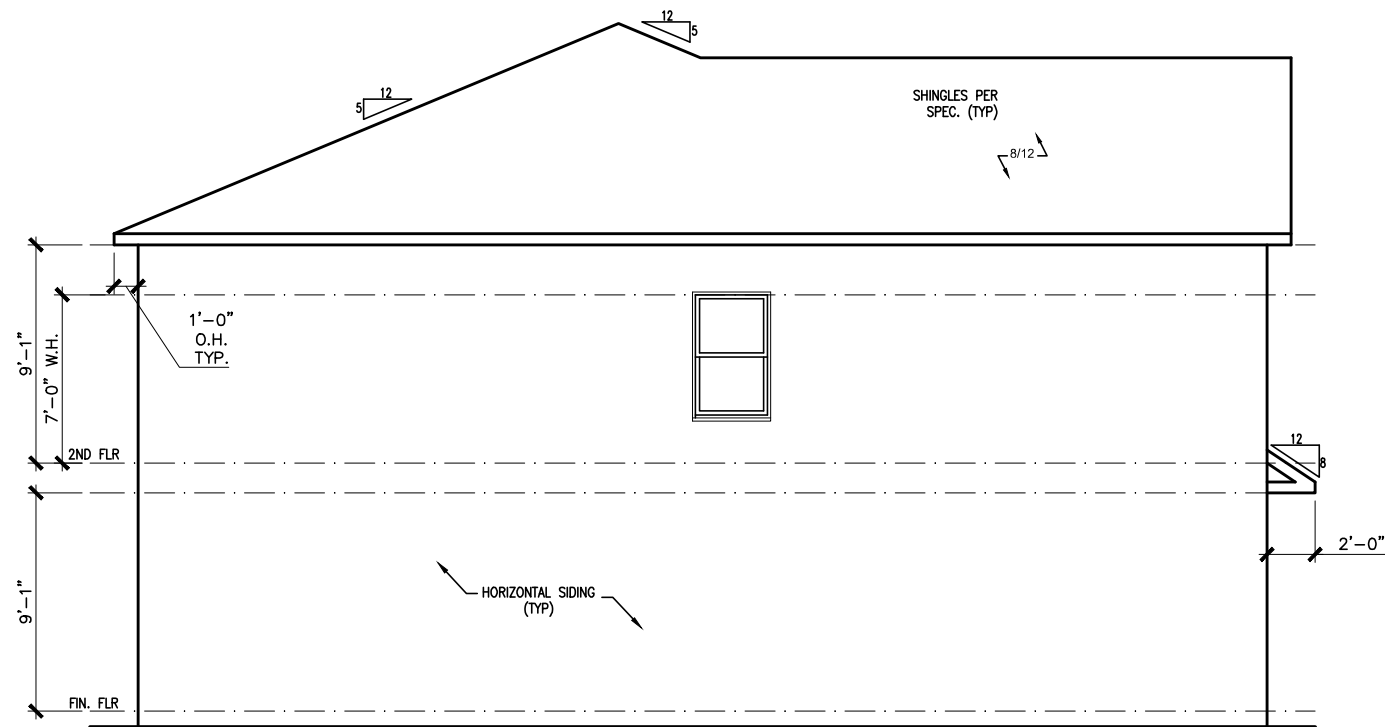 12
5
12
5
SHINGLES PER
SPEC. (TYP)
8/12
1'-0"
O.H.
TYP.
9'-1"
7'-0" W.H.
2ND FLR
12
8
2'-0"
9'-1"
HORIZONTAL SIDING
(TYP)
FIN. FLR